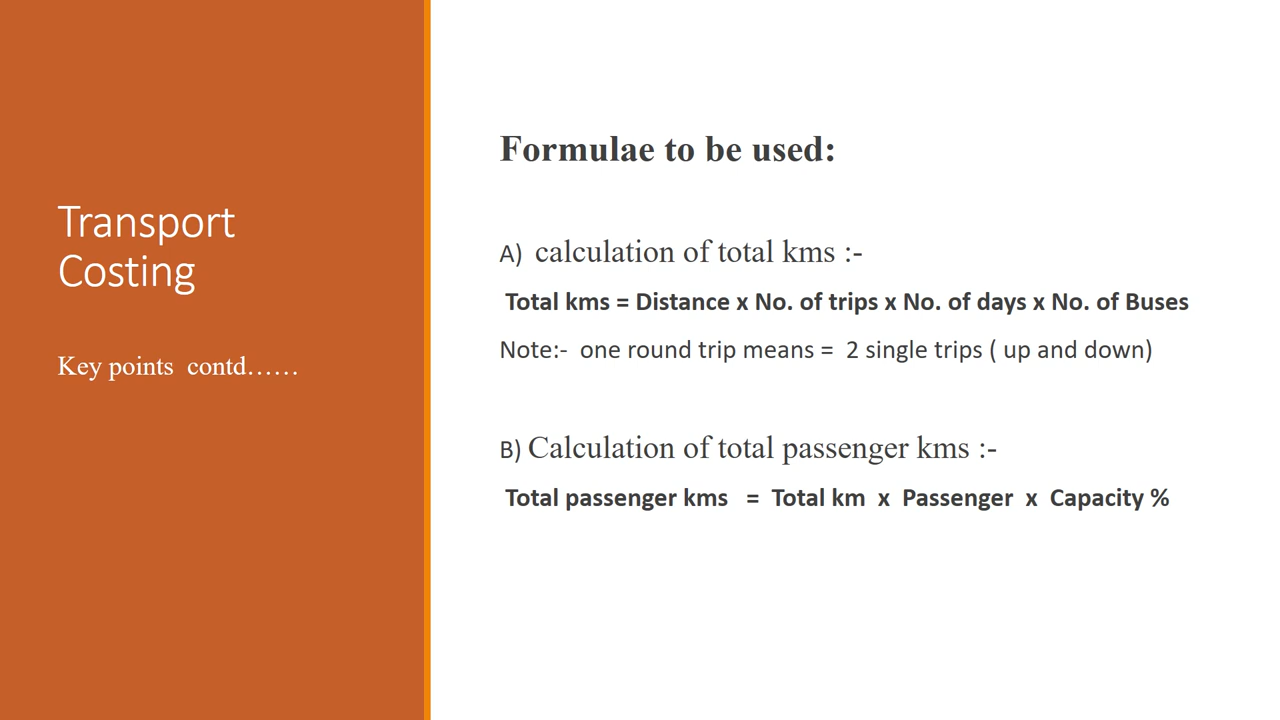 Transport
Costing
Key points  contd……
Formulae to be used:
A)  calculation of total kms :-
Total kms = Distance x No. of trips x No. of days x No. of Buses
Note:-  one round trip means =  2 single trips ( up and down)
B) Calculation of total passenger kms :-
Total passenger kms   =  Total km  x  Passenger  x  Capacity %